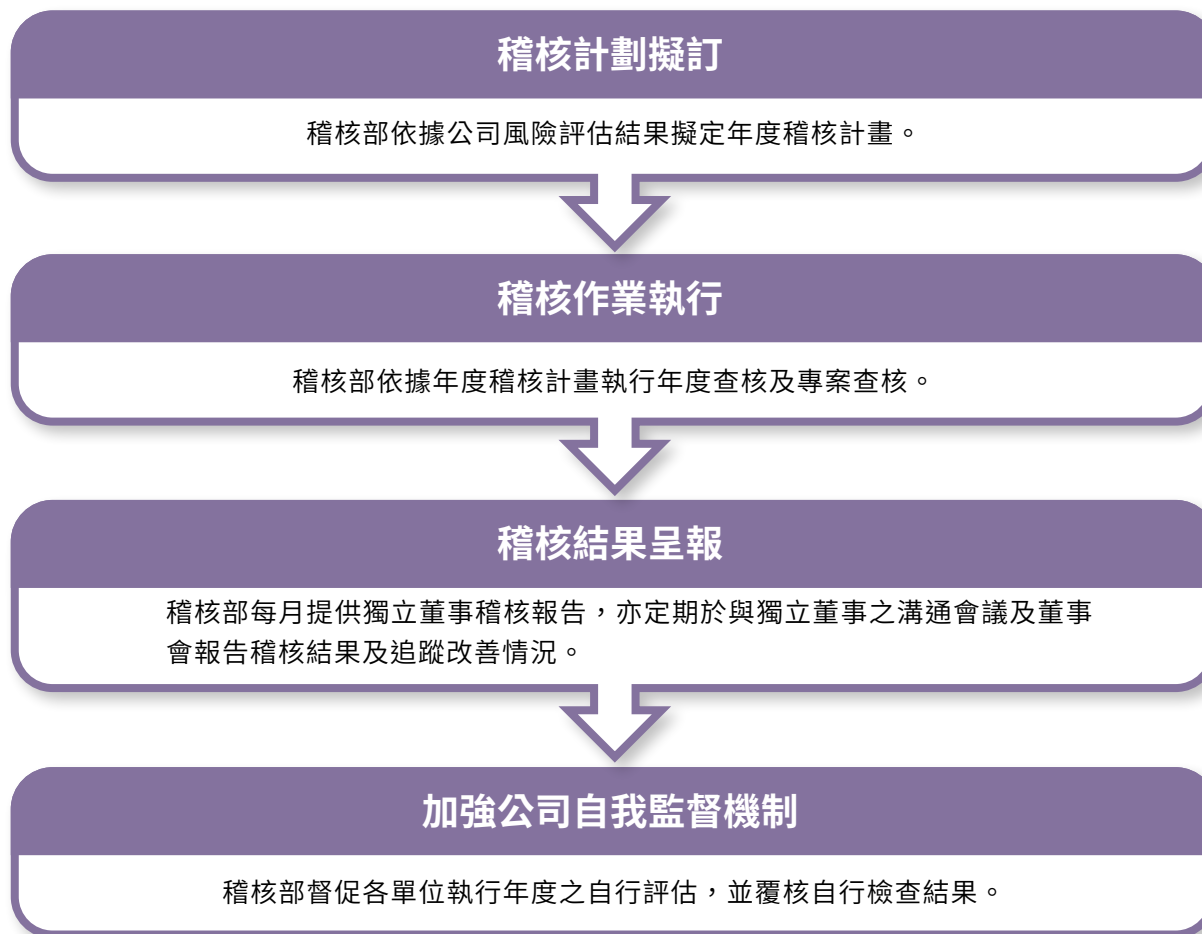 稽核計劃擬訂
稽核部依據公司風險評估結果擬定年度稽核計畫。
稽核作業執行
稽核部依據年度稽核計畫執行年度查核及專案查核。
稽核結果呈報
稽核部每月提供獨立董事稽核報告，亦定期於與獨立董事之溝通會議及董事
會報告稽核結果及追蹤改善情況。
加強公司自我監督機制
稽核部督促各單位執行年度之自行評估，並覆核自行檢查結果。